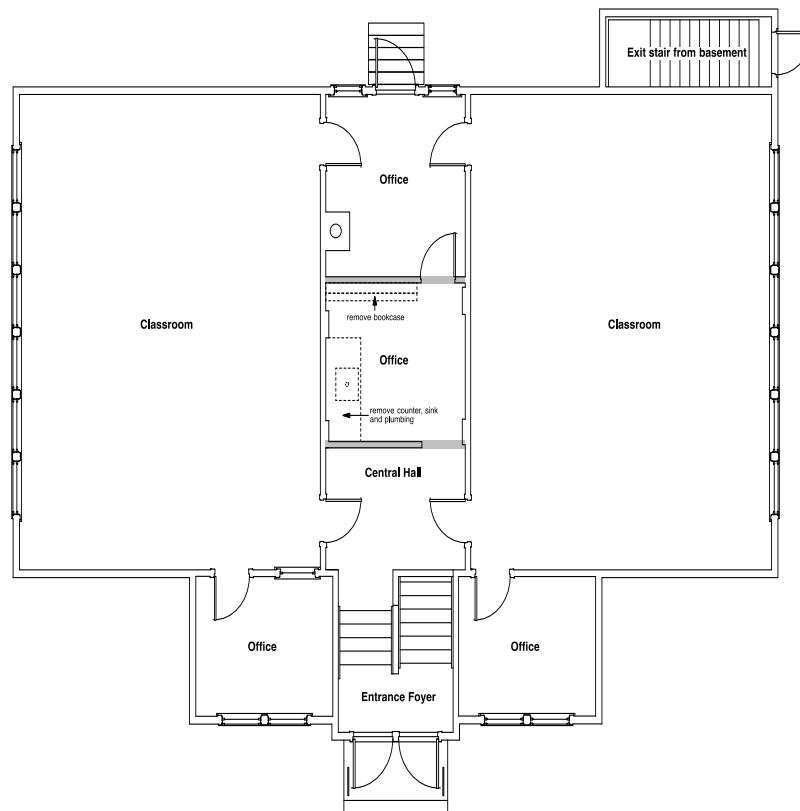 Exit stair from basement
Office
remove bookcase
Classroom
Classroom
Office
remove counter, sink
and plumbing
Central Hall
Office
Office
Entrance Foyer